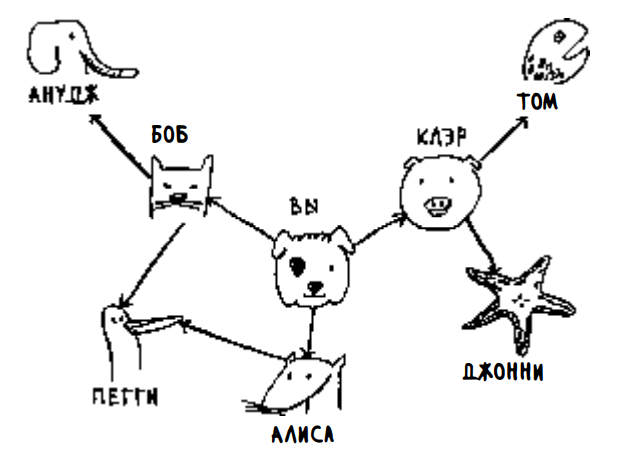 АНУДЖ
ТОМ
БОБ
КЛЭР
ВЫ
ПЕГГИ
ДЖОННИ
АЛИСА